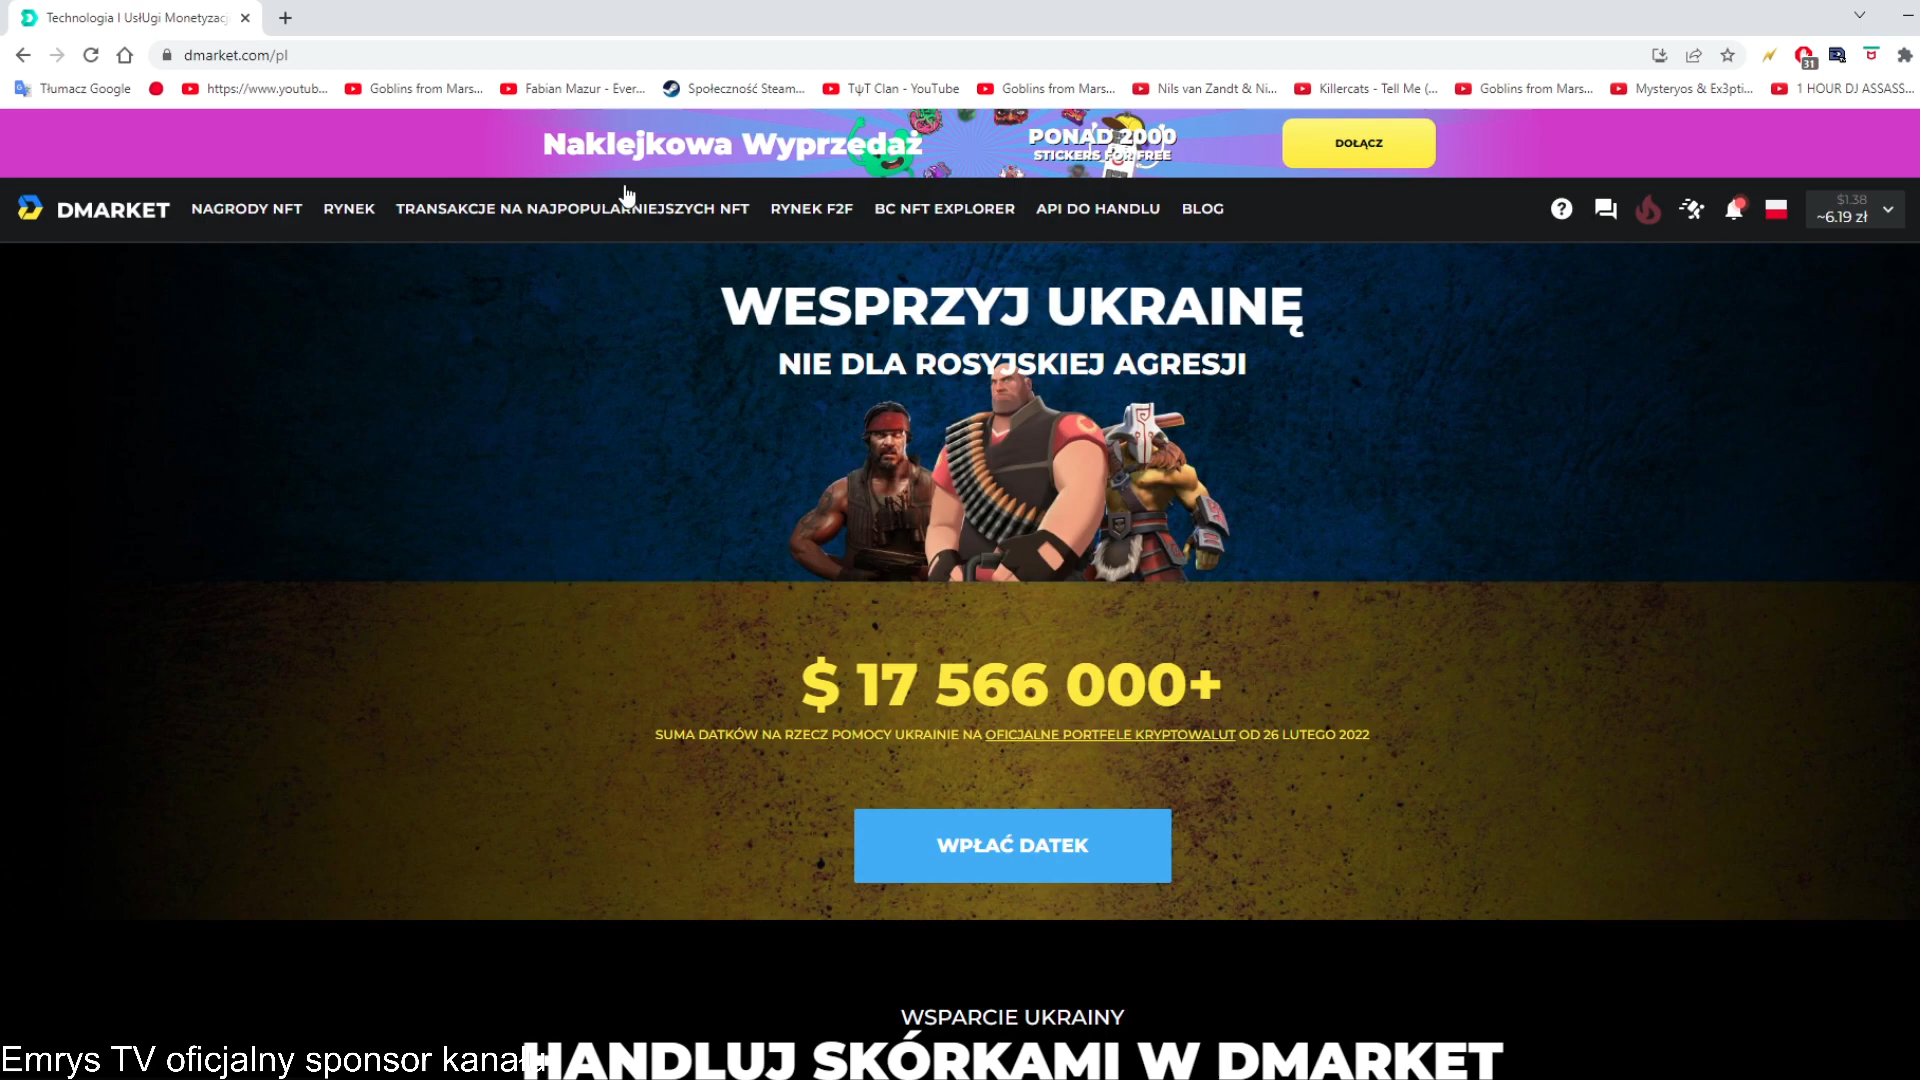 Technologia I UsłUgi Monetyzacj
dmarket.com/pl
31
Tłumacz Google
https://www.youtub...
Goblins from Mars...
Fabian Mazur - Ever...
Społeczność Steam...
TψT Clan - YouTube
Goblins from Mars...
Nils van Zandt & Ni...
Killercats - Tell Me (...
Goblins from Mars...
Mysteryos & Ex3pti...
1 HOUR DJ ASSASS...
Naklejkowa Wyprzedaż
PONAD 2000
STICKERS FOR FREE
DOŁĄCZ
DMARKET
NAGRODY NFT
RYNEK
TRANSAKCJE NA NAJPOPULARNIEJSZYCH NFT
RYNEK F2F
BC NFT EXPLORER
API DO HANDLU
BLOG
$1.38
~6.19 zł
WESPRZYJ UKRAINĘ
NIE DLA ROSYJSKIEJ AGRESJI
$ 17 566 000+
SUMA DATKÓW NA RZECZ POMOCY UKRAINIE NA OFICJALNE PORTFELE KRYPTOWALUT OD 26 LUTEGO 2022
WPŁAĆ DATEK
WSPARCIE UKRAINY
HANDLUJ SKÓRKAMI W DMARKET
Emrys TV oficjalny sponsor kanału